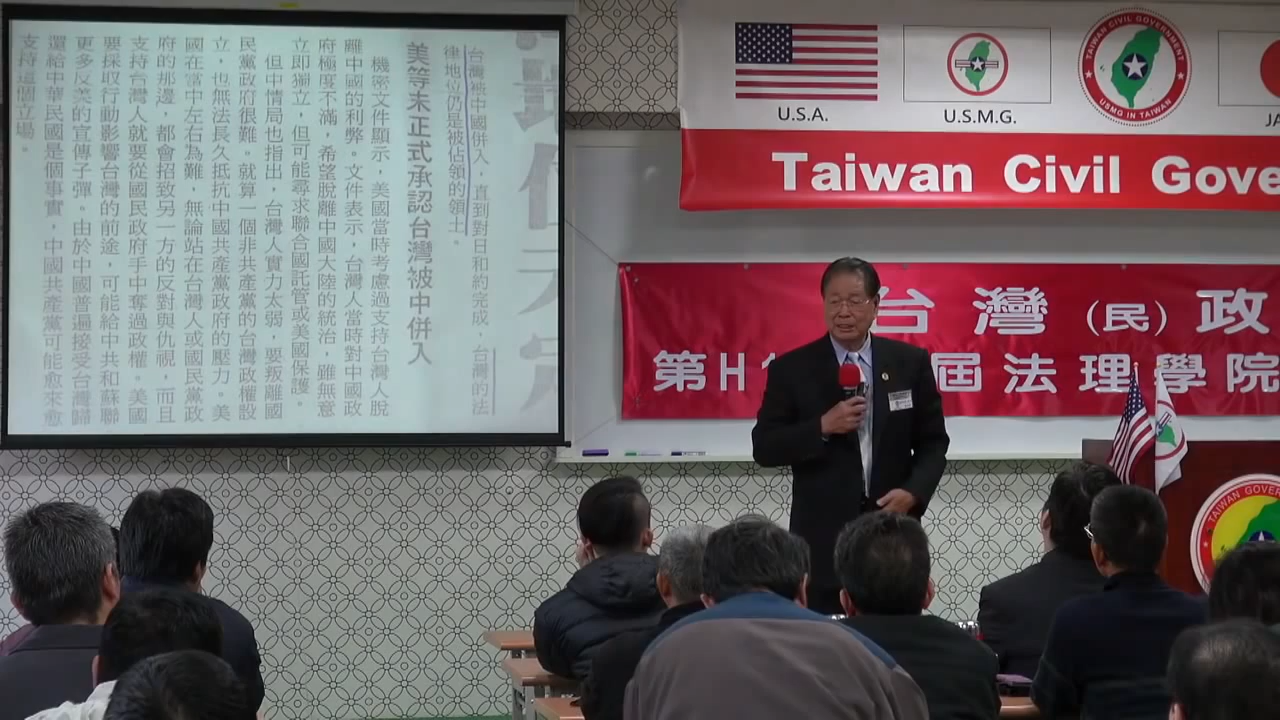 台灣被中國併入，直到對日和約完成，台灣的法
律地位仍是被佔領的領土。
美等未正式承認台灣被中併入
機密文件顯示，美國當時考慮過支持台灣人脫
離中國的利弊。文件表示，台灣人當時對中國政
府極度不滿，希望脫離中國大陸的統治，雖無意
立即獨立，但可能尋求聯合國託管或美國保護。
但中情局也指出，台灣人實力太弱，要叛離國
民黨政府很難。就算一個非共產黨的台灣政權設
立，也無法長久抵抗中國共產黨政府的壓力。美
國在當中左右為難，無論站在台灣人或國民黨政
府的那邊，都會招致另一方的反對與仇視，而且
支持台灣人就要從國民政府手中奪過政權。美國
要採取行動影響台灣的前途，可能給中共和蘇聯
更多反美的宣傳子彈。由於中國普遍接受台灣歸
還給中華民國是個事實，中國共產黨可能愈來愈
支持這個立場。
U.S.A.
U.S.M.G.
TAIWAN CIVIL GOVERNMENT
USMG IN TAIWAN
JA
Taiwan Civil Gove
台灣（民）政
第H
屆法理學院
TAIWAN GOVER